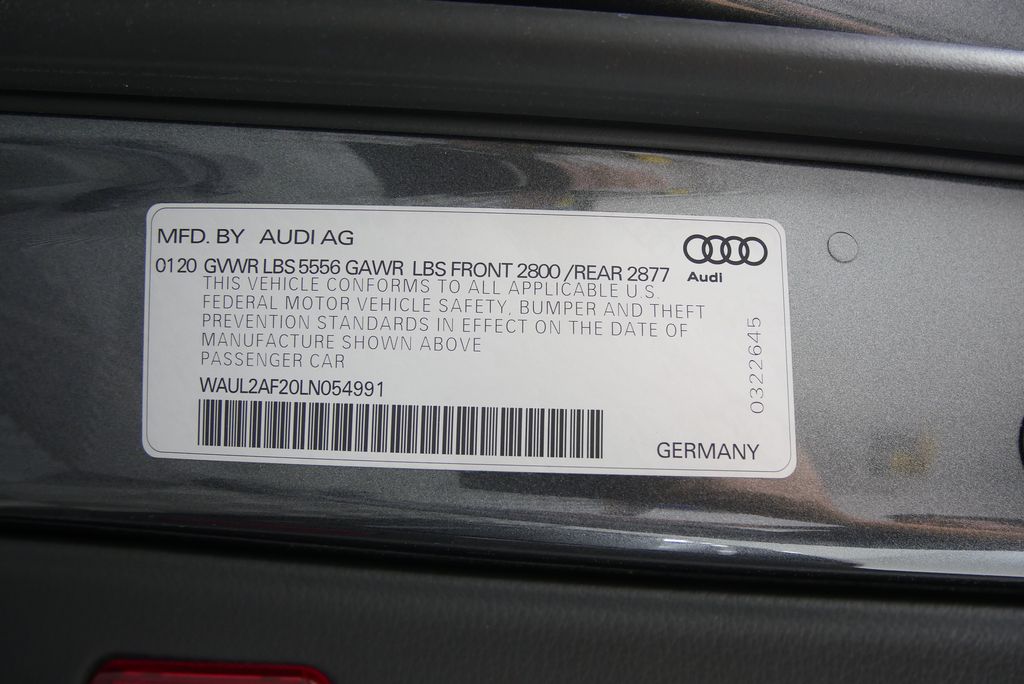 MFD. BY AUDI AG
0120 GVWR LBS 5556 GAWR LBS FRONT 2800 /REAR 2877
THIS VEHICLE CONFORMS TO ALL APPLICABLE U.S.
FEDERAL MOTOR VEHICLE SAFETY, BUMPER AND THEFT
PREVENTION STANDARDS IN EFFECT ON THE DATE OF
MANUFACTURE SHOWN ABOVE
PASSENGER CAR
WAUL2AF20LN054991
GERMANY
Audi
0322645